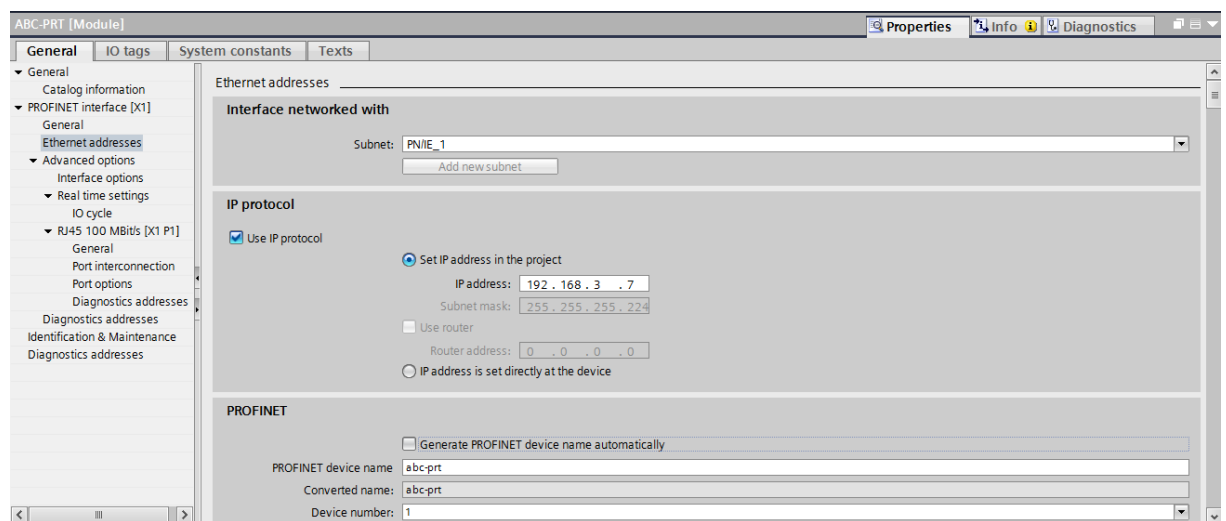 ABC-PRT [Module]
Properties
Info
Diagnostics
General
IO tags
System constants
Texts
General
Catalog information
PROFINET interface [X1]
General
Ethernet addresses
Advanced options
Interface options
Real time settings
IO cycle
RJ45 100 MBit/s [X1 P1]
General
Port interconnection
Port options
Diagnostics addresses
Diagnostics addresses
Identification & Maintenance
Diagnostics addresses
Ethernet addresses
Interface networked with
Subnet: PN/IE_1
Add new subnet
IP protocol
Use IP protocol
Set IP address in the project
IP address: 192 . 168 . 3 . 7
Subnet mask: 255 . 255 . 255 . 224
Use router
Router address: 0 . 0 . 0 . 0
IP address is set directly at the device
PROFINET
Generate PROFINET device name automatically
PROFINET device name abc-prt
Converted name: abc-prt
Device number: 1